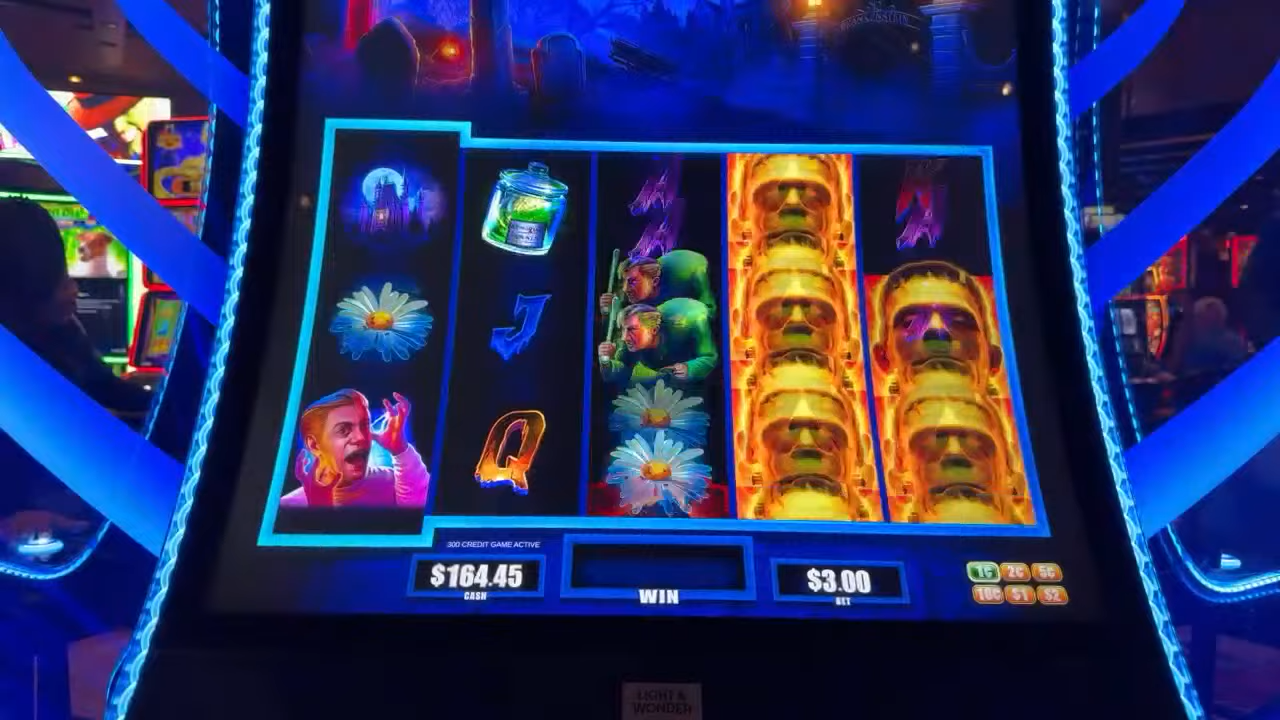 FRANKENSTEIN
J
Q
300 CREDIT GAME ACTIVE
$164.45
CASH
WIN
$3.00
BET
1¢ 2¢ 5¢
10¢ $1 $2
LIGHT &
WONDER